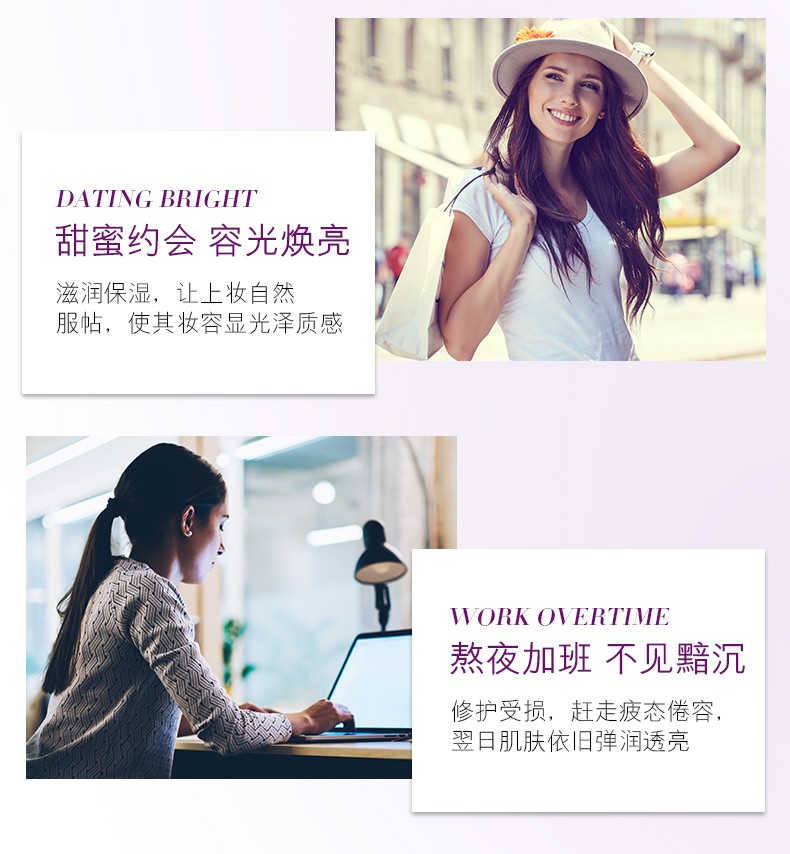 DATING BRIGHT
甜蜜约会 容光焕亮
滋润保湿，让上妆自然
服帖，使其妆容显光泽质感
WORK OVERTIME
熬夜加班 不见黯沉
修护受损，赶走疲态倦容，
翌日肌肤依旧弹润透亮